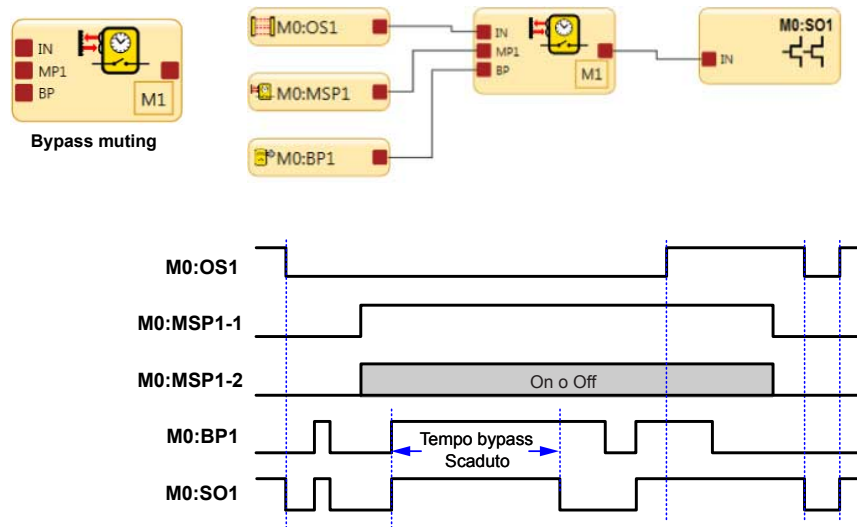 IN
MP1
BP
M1
Bypass muting
M0:OS1
M0:MSP1
M0:BP1
IN
MP1
BP
M1
M0:SO1
IN
M0:OS1
M0:MSP1-1
M0:MSP1-2
On o Off
M0:BP1
Tempo bypass
Scaduto
M0:SO1